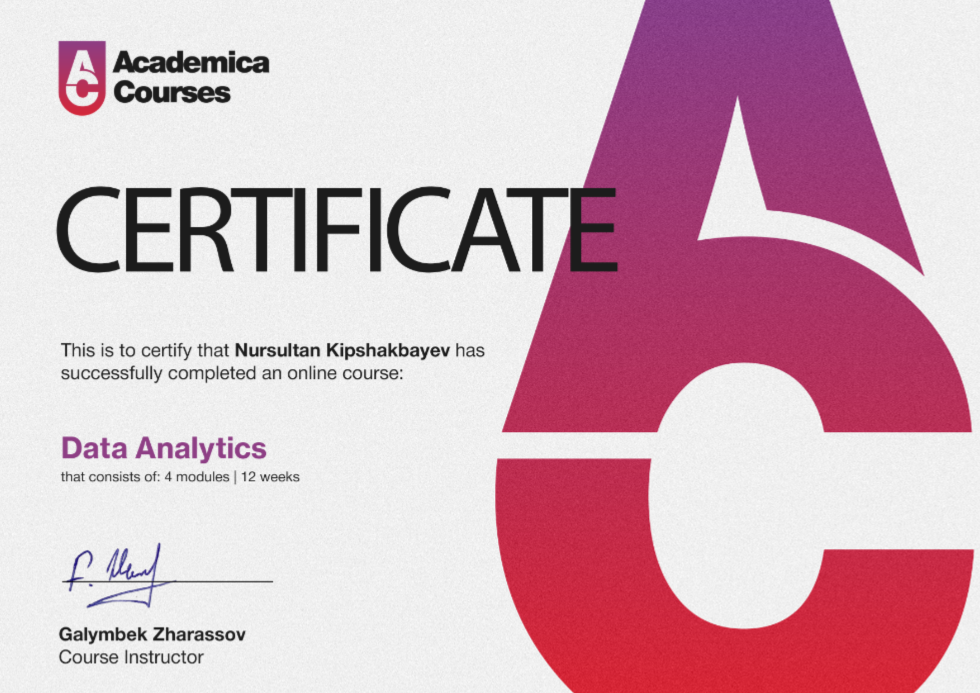 Academica
Courses
CERTIFICATE
This is to certify that Nursultan Kipshakbayev has
successfully completed an online course:
Data Analytics
that consists of: 4 modules | 12 weeks
Galymbek Zharassov
Course Instructor